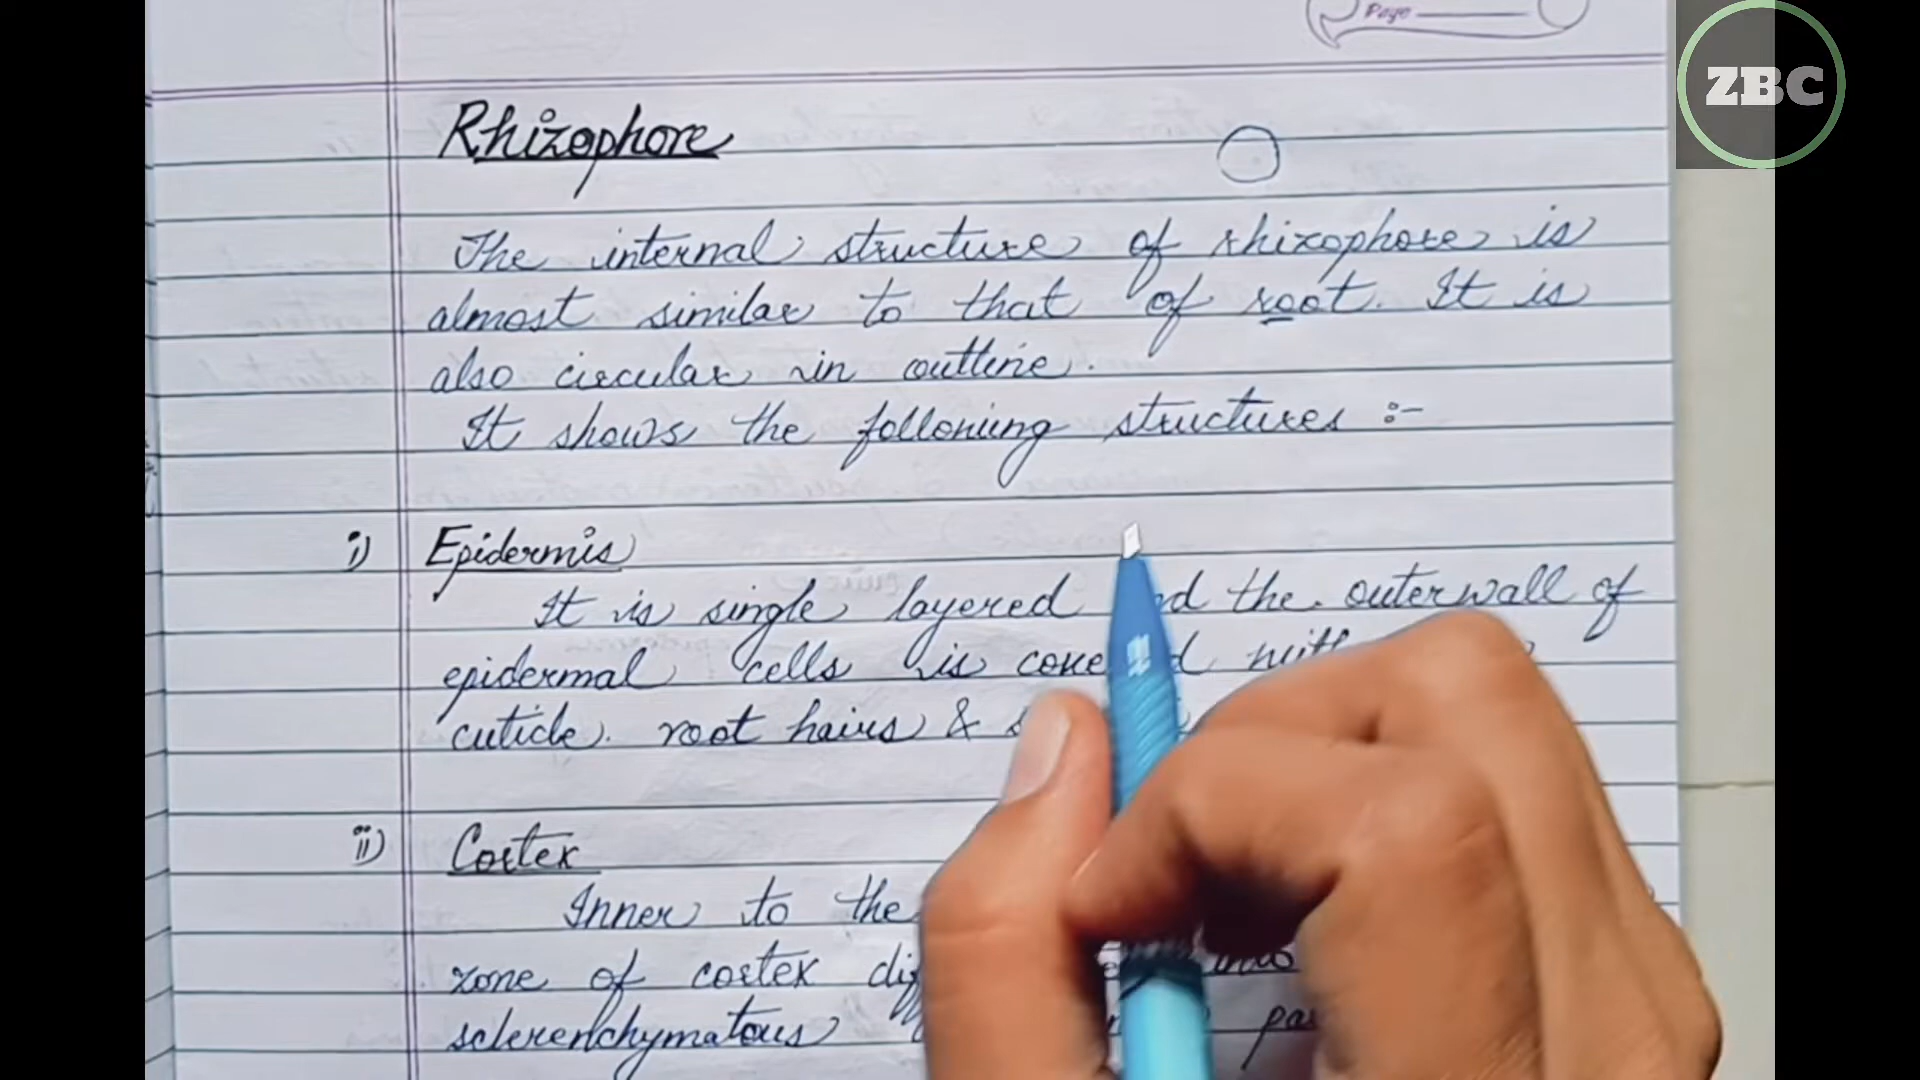 Page
ZBC
Rhizophore
The internal structure of rhizophore is
almost similar to that of root. It is
also circular in outline.
It shows the following structures :-
i) Epidermis
It is single layered the outer wall of
epidermal cells is covered
cuticle. root hairs &
ii) Cortex
Inner to the
zone of cortex into
sclerenchymatous